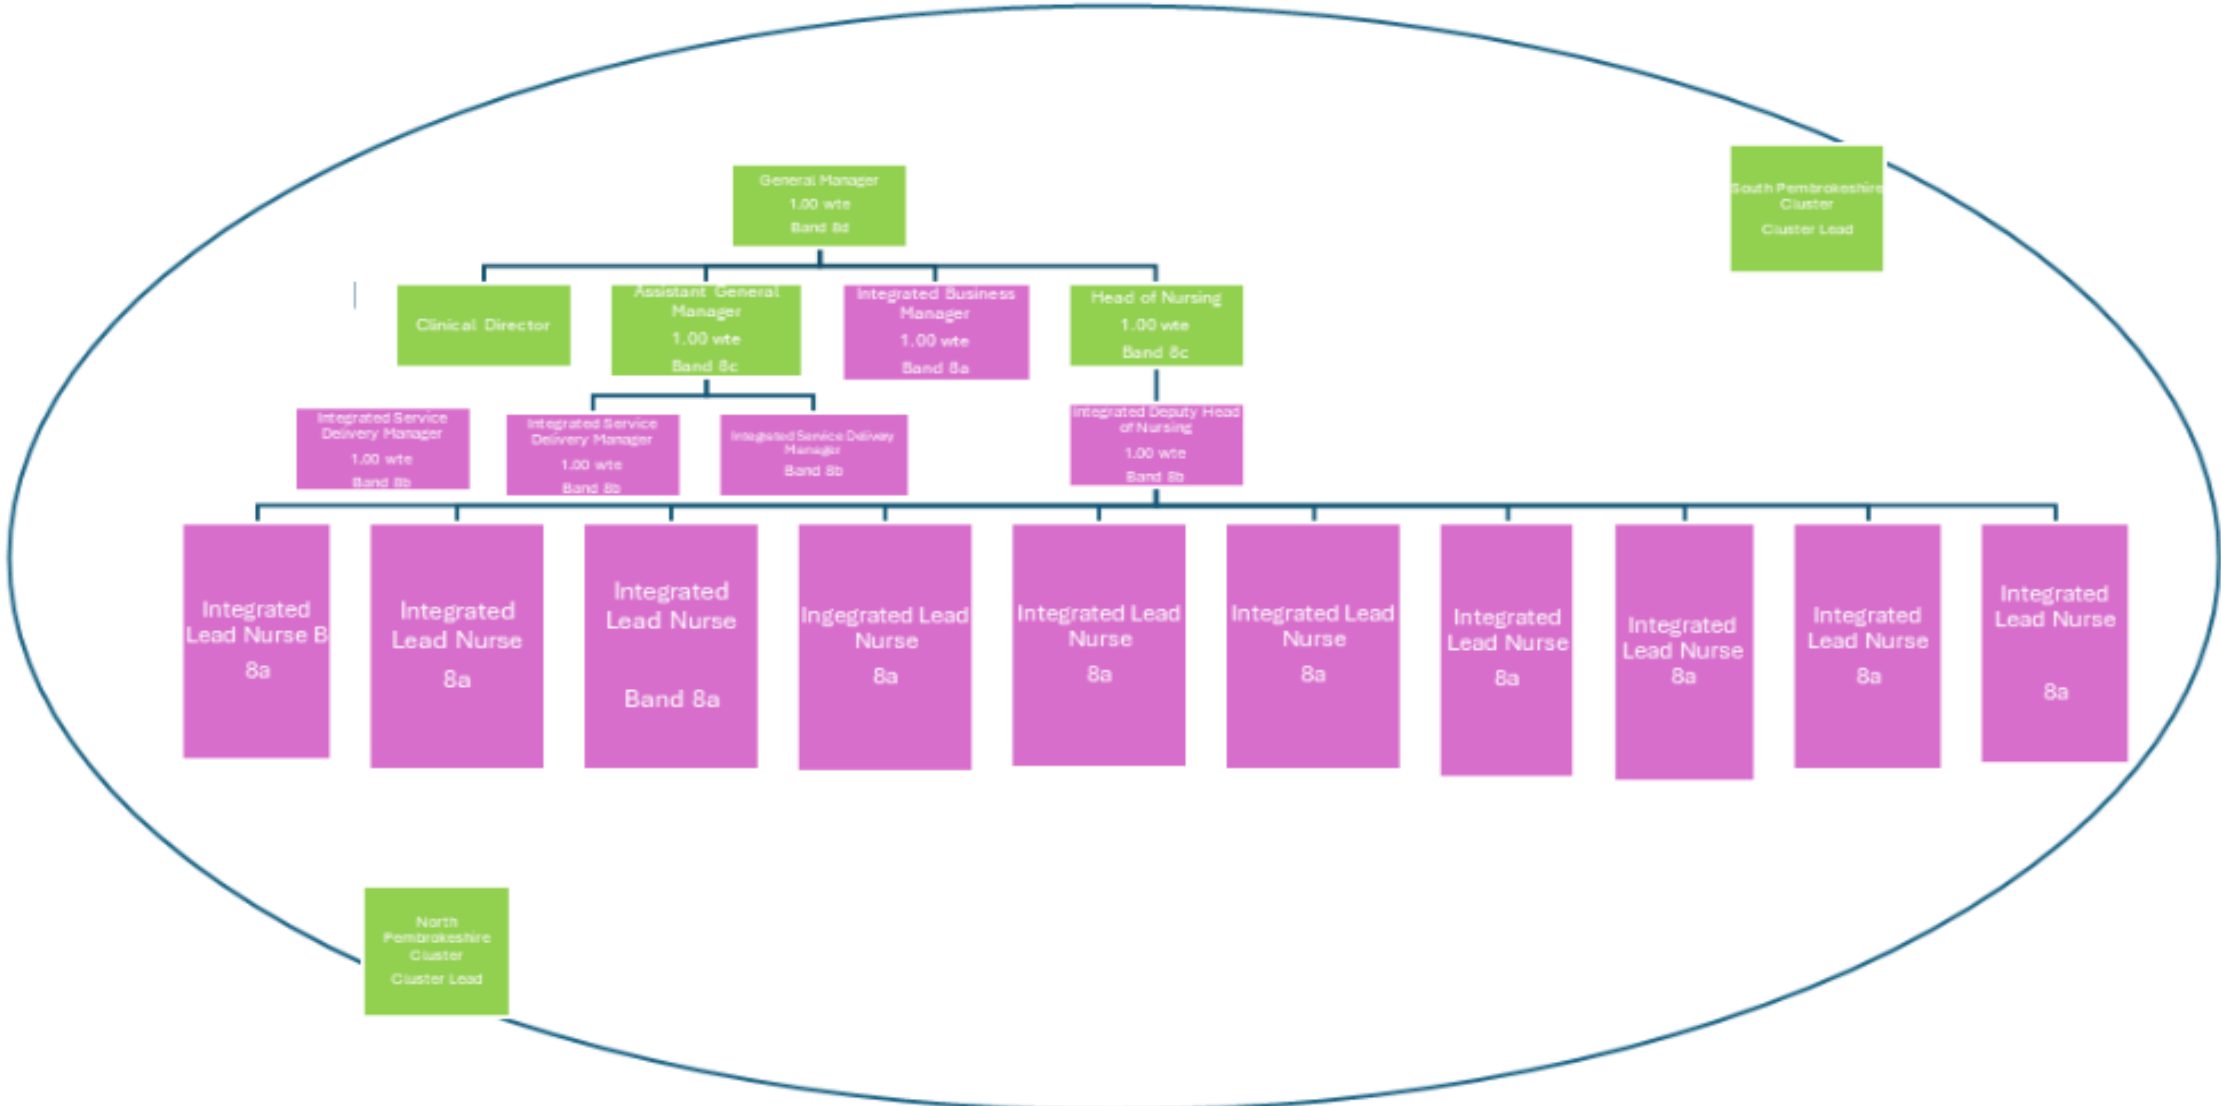 General Manager
1.00 wte
Band 8d
South Pembrokeshire
Cluster
Cluster Lead
Clinical Director
Assistant General
Manager
1.00 wte
Band 8c
Integrated Business
Manager
1.00 wte
Band 8a
Head of Nursing
1.00 wte
Band 8c
Integrated Service
Delivery Manager
1.00 wte
Band 8b
Integrated Service
Delivery Manager
1.00 wte
Band 8b
Integrated Service Delivery
Manager
Band 8b
Integrated Deputy Head
of Nursing
1.00 wte
Band 8b
Integrated
Lead Nurse B
8a
Integrated
Lead Nurse
8a
Integrated
Lead Nurse
Band 8a
Ingegrated Lead
Nurse
8a
Integrated Lead
Nurse
8a
Integrated Lead
Nurse
8a
Integrated
Lead Nurse
8a
Integrated
Lead Nurse
8a
Integrated
Lead Nurse
8a
Integrated
Lead Nurse
8a
North
Pembrokeshire
Cluster
Cluster Lead